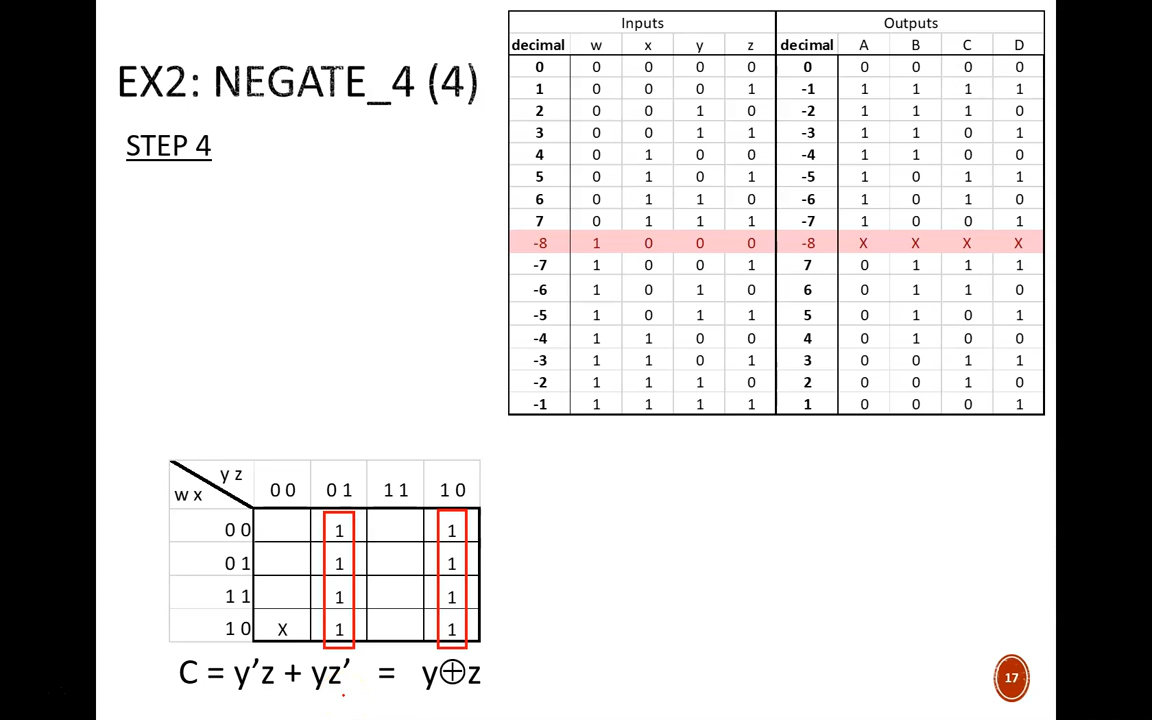 EX2: NEGATE_4 (4)
STEP 4
Inputs Outputs
decimal w x y z decimal A B C D
0 0 0 0 0 0 0 0 0 0
1 0 0 0 1 -1 1 1 1 1
2 0 0 1 0 -2 1 1 1 0
3 0 0 1 1 -3 1 1 0 1
4 0 1 0 0 -4 1 1 0 0
5 0 1 0 1 -5 1 0 1 1
6 0 1 1 0 -6 1 0 1 0
7 0 1 1 1 -7 1 0 0 1
-8 1 0 0 0 -8 X X X X
-7 1 0 0 1 7 0 1 1 1
-6 1 0 1 0 6 0 1 1 0
-5 1 0 1 1 5 0 1 0 1
-4 1 1 0 0 4 0 1 0 0
-3 1 1 0 1 3 0 0 1 1
-2 1 1 1 0 2 0 0 1 0
-1 1 1 1 1 1 0 0 0 1
y z
w x 0 0 0 1 1 1 1 0
0 0 1 1
0 1 1 1
1 1 1 1
1 0 X 1 1
C = y’z + yz’ = y⊕z
17